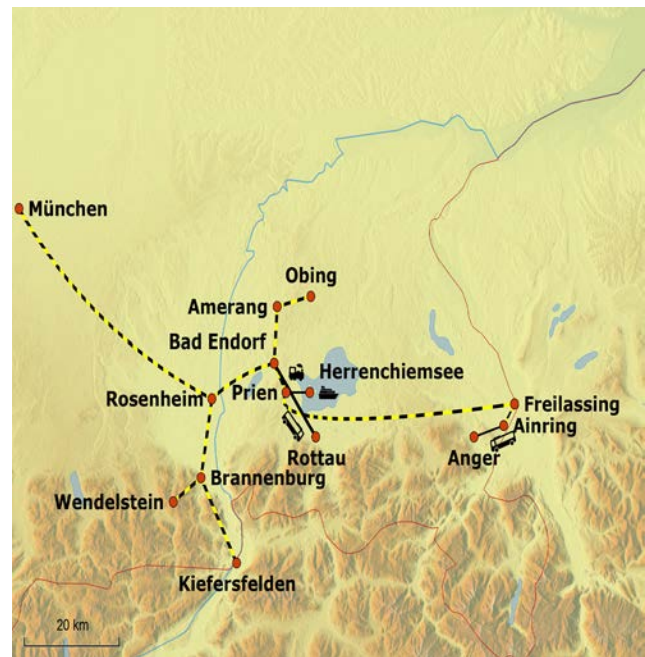 München
Obing
Amerang
Bad Endorf
Herrenchiemsee
Prien
Rosenheim
Freilassing
Ainring
Anger
Rottau
Brannenburg
Wendelstein
Kiefersfelden
20 km